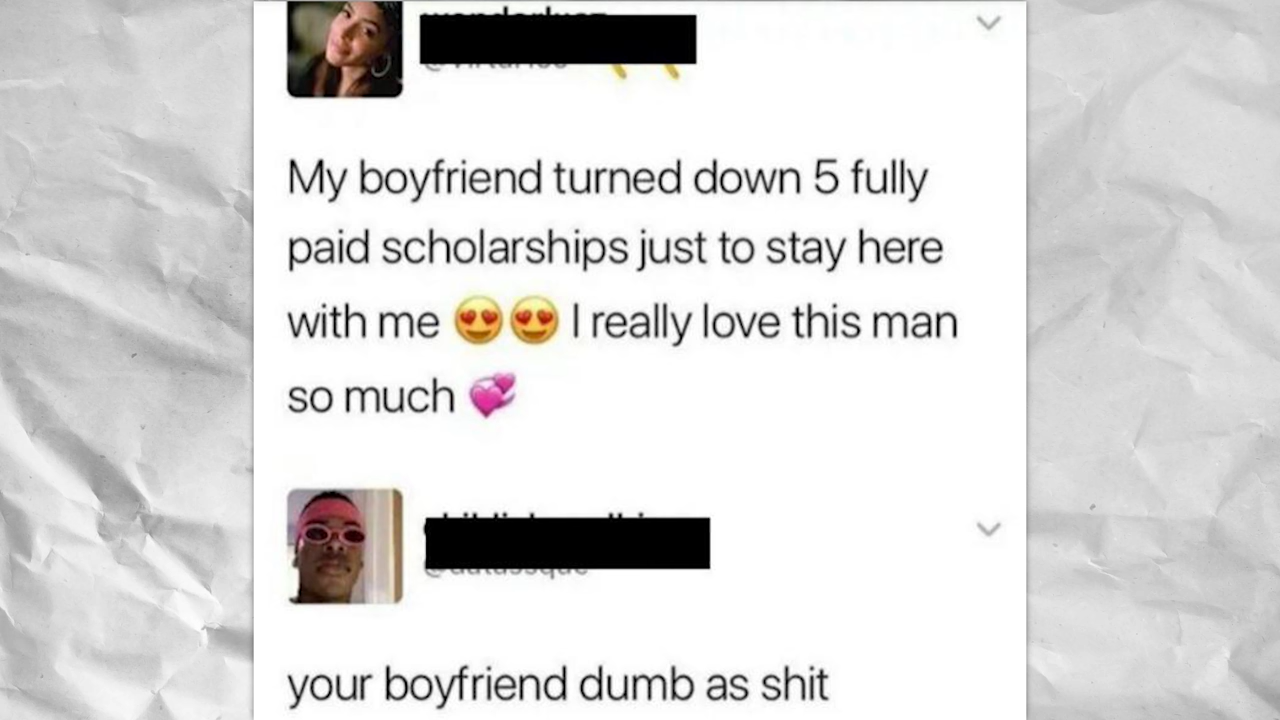 My boyfriend turned down 5 fully
paid scholarships just to stay here
with me 😍😍 I really love this man
so much 💞
your boyfriend dumb as shit